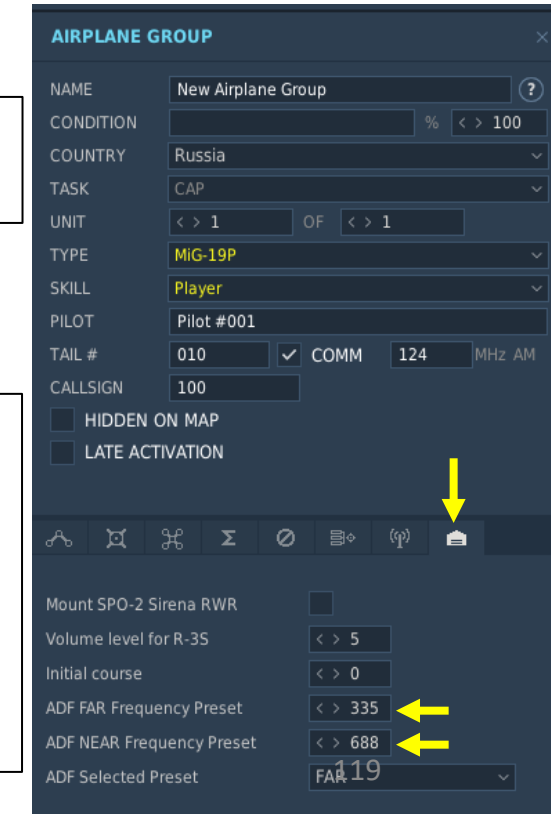 AIRPLANE GROUP ×
NAME New Airplane Group ?
CONDITION % < > 100
COUNTRY Russia
TASK CAP
UNIT < > 1 OF < > 1
TYPE MiG-19P
SKILL Player
PILOT Pilot #001
TAIL # 010 COMM 124 MHz AM
CALLSIGN 100
HIDDEN ON MAP
LATE ACTIVATION
Mount SPO-2 Sirena RWR
Volume level for R-3S < > 5
Initial course < > 0
ADF FAR Frequency Preset < > 335
ADF NEAR Frequency Preset < > 688
ADF Selected Preset FAR
119